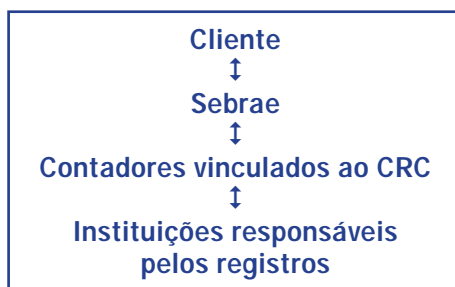 Cliente
↕
Sebrae
↕
Contadores vinculados ao CRC
↕
Instituições responsáveis
pelos registros